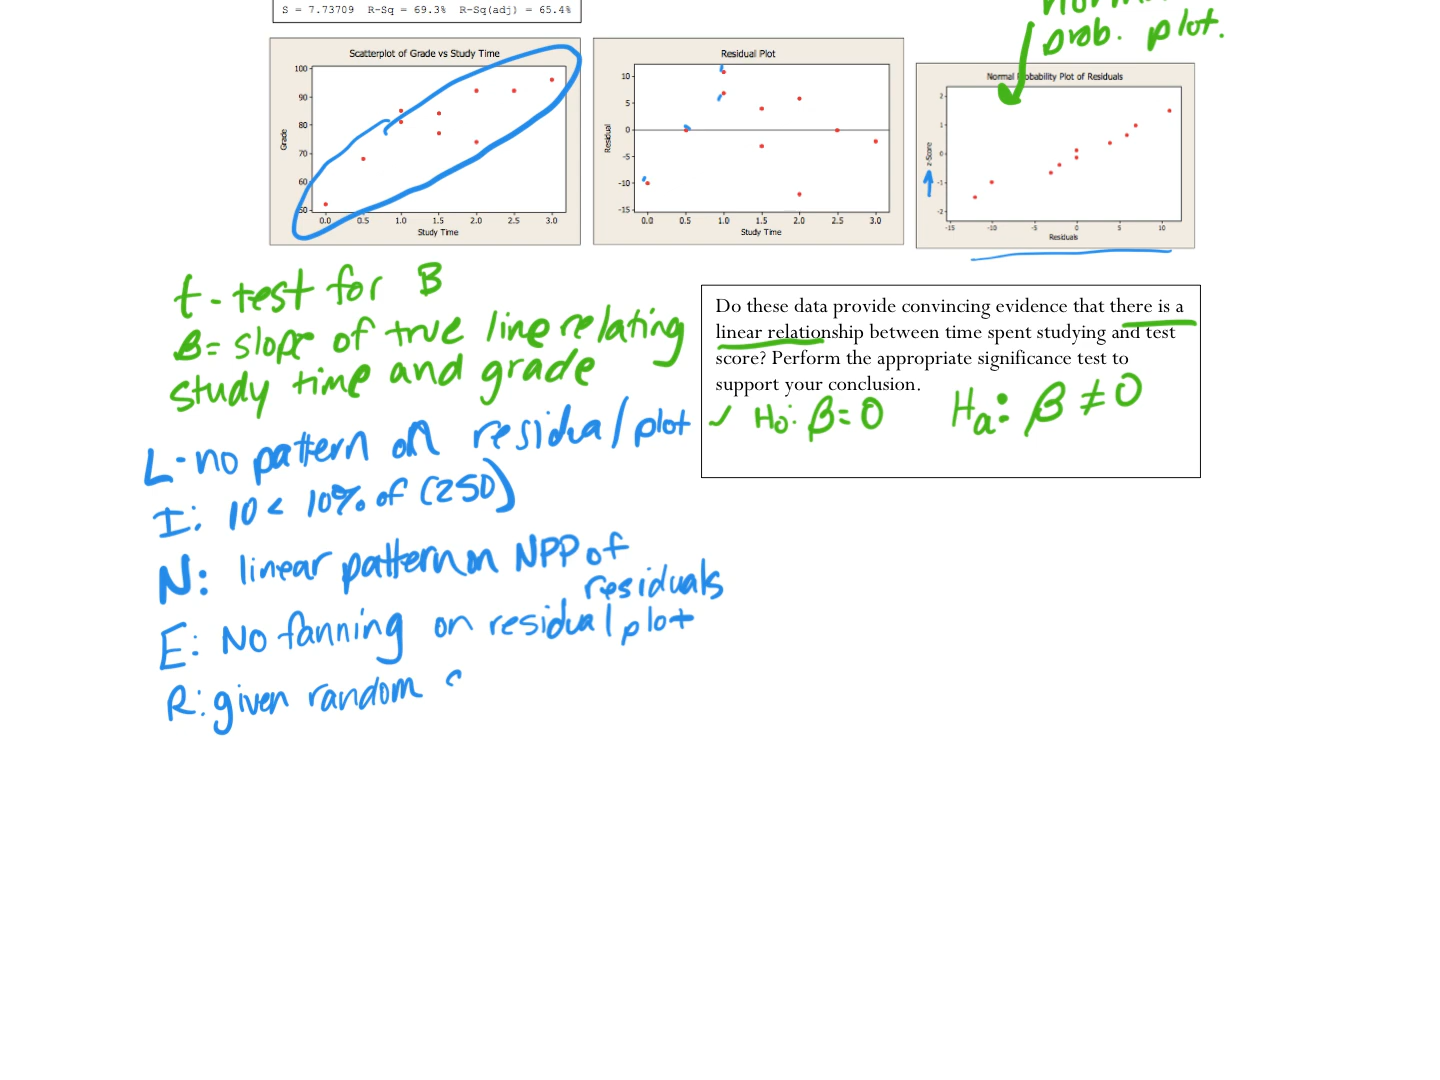 S = 7.73709 R-Sq = 69.3% R-Sq(adj) = 65.4%
prob. plot.
Scatterplot of Grade vs Study Time
100
90
80
70
60
50
Grade
0.0 0.5 1.0 1.5 2.0 2.5 3.0
Study Time
Residual Plot
10
5
0
-5
-10
-15
Residual
0.0 0.5 1.0 1.5 2.0 2.5 3.0
Study Time
Normal Probability Plot of Residuals
2
1
0
-1
-2
z-Score
-15 -10 -5 0 5 10
Residuals
t-test for B
B= slope of true line relating
study time and grade
Do these data provide convincing evidence that there is a
linear relationship between time spent studying and test
score? Perform the appropriate significance test to
support your conclusion.
✓ H₀: β=0 Hₐ: β≠0
L-no pattern on residual plot
I: 10 < 10% of (250)
N: linear pattern on NPP of
residuals
E: No fanning on residual plot
R: given random